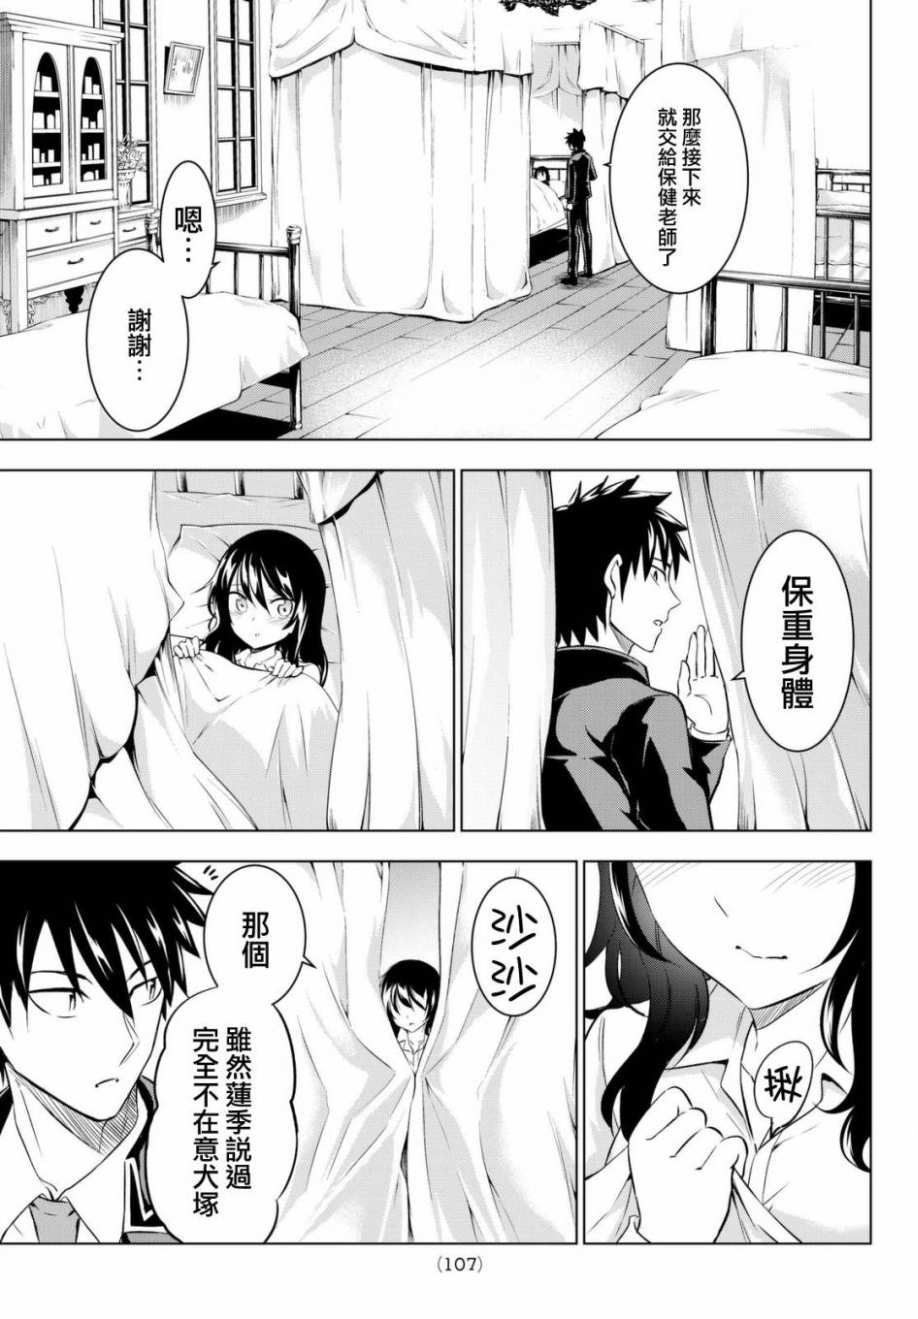 那麼接下來
就交給保健老師了
嗯…
謝謝…
保重身體
揪
沙沙
那個
雖然蓮季説過
完全不在意犬塚
(107)